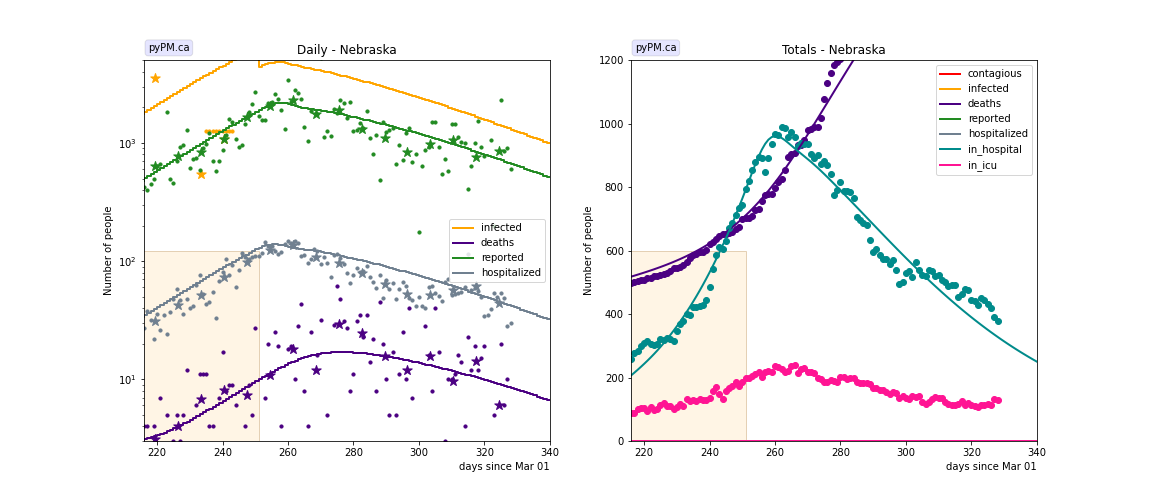 pyPM.ca
Daily - Nebraska
Number of people
10³
10²
10¹
infected
deaths
reported
hospitalized
220 240 260 280 300 320 340
days since Mar 01
pyPM.ca
Totals - Nebraska
Number of people
1200
1000
800
600
400
200
0
contagious
infected
deaths
reported
hospitalized
in_hospital
in_icu
220 240 260 280 300 320 340
days since Mar 01